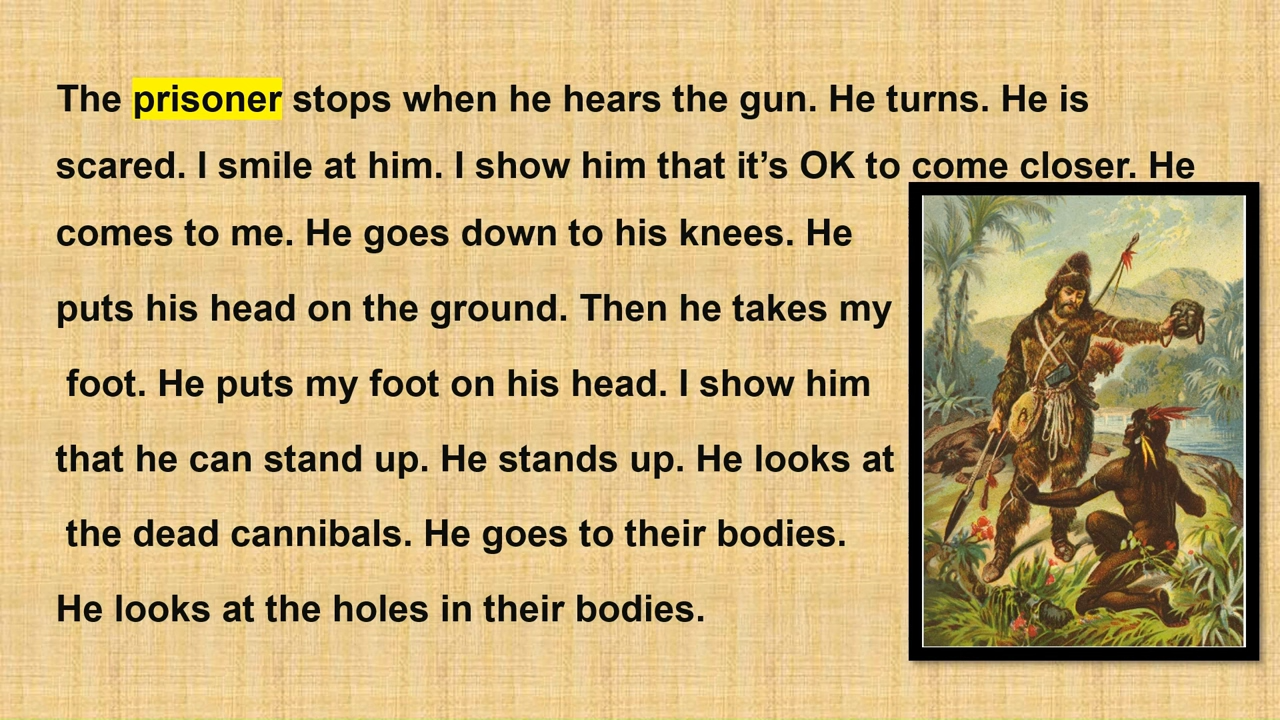 The prisoner stops when he hears the gun. He turns. He is
scared. I smile at him. I show him that it’s OK to come closer. He
comes to me. He goes down to his knees. He
puts his head on the ground. Then he takes my
foot. He puts my foot on his head. I show him
that he can stand up. He stands up. He looks at
the dead cannibals. He goes to their bodies.
He looks at the holes in their bodies.